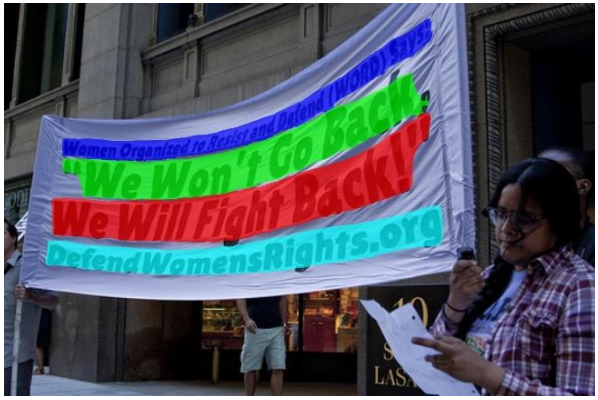 Women Organized to Resist and Defend (WORD) Says:
"We Won't Go Back,
We Will Fight Back!"
DefendWomensRights.org
10
S
LASA